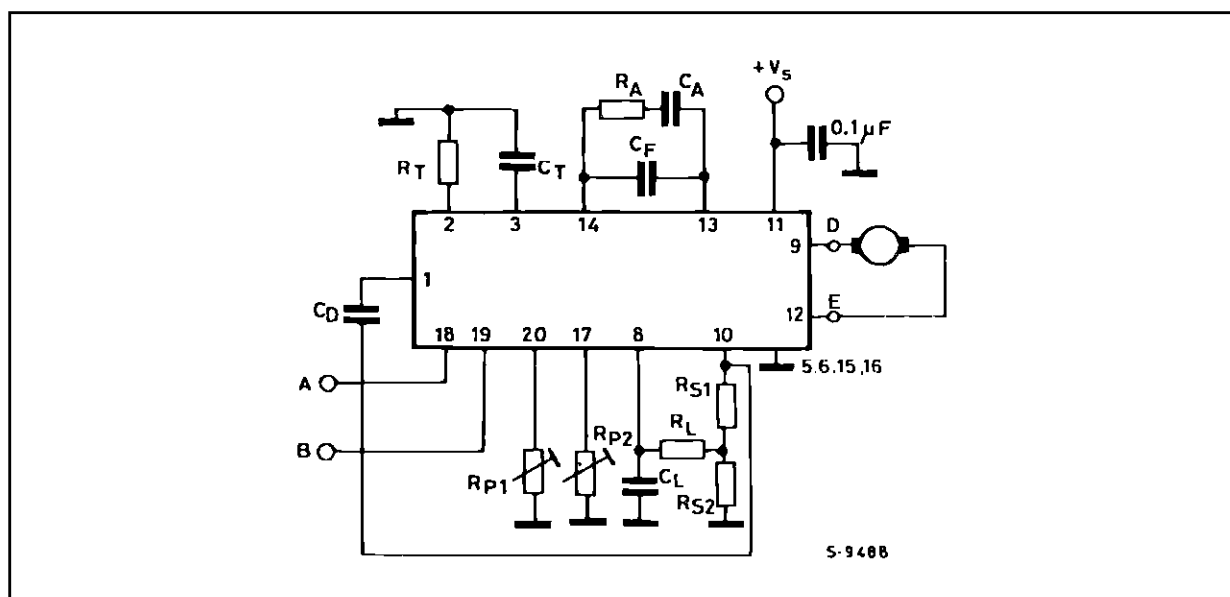 +V_S
R_A
C_A
0.1µF
C_F
R_T
C_T
2
3
14
13
11
9
D
1
12
E
C_D
18
19
20
17
8
10
5.6.15,16
A
R_S1
R_L
B
R_P1
R_P2
C_L
R_S2
S-9488